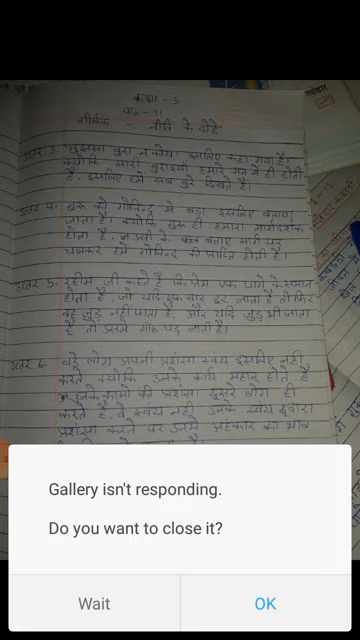 कक्षा - 5
पाठ - 11
शीर्षक - नीति के दोहे
उत्तर 3. "मुझसा बुरा न कोय" इसलिए कहा गया है।
क्योंकि सारी बुराइयाँ हमारे मन में ही होती
है, इसलिए हमें सब बुरे दिखते है।
उत्तर 4. गुरु को गोविन्द से बड़ा इसलिए बताया
जाता है। क्योंकि गुरु ही हमारा मार्गदर्शक
होता है, के बताए मार्ग पर
चलकर हमें गोविन्द की प्राप्ति होती है।
उत्तर 5. रहीम जी कहते है कि प्रेम एक धागे के समान
होता है, जो यदि एक बार टूट जाता है तो फिर
वह जुड़ नहीं पाता है, और यदि जुड़ भी जाता
है तो उसमे गाँठ पड़ जाती है।
उत्तर 6. बड़े लोग अपनी प्रशंसा स्वयं इसलिए नहीं
करते क्योंकि उनके कार्य महान होते है
उनके कामों की प्रशंसा दूसरे लोग ही
करते है, वे स्वयं नहीं उनके स्वयं द्वारा
प्रशंसा करने पर उनमें अहंकार का भाव
Gallery isn't responding.
Do you want to close it?
Wait OK